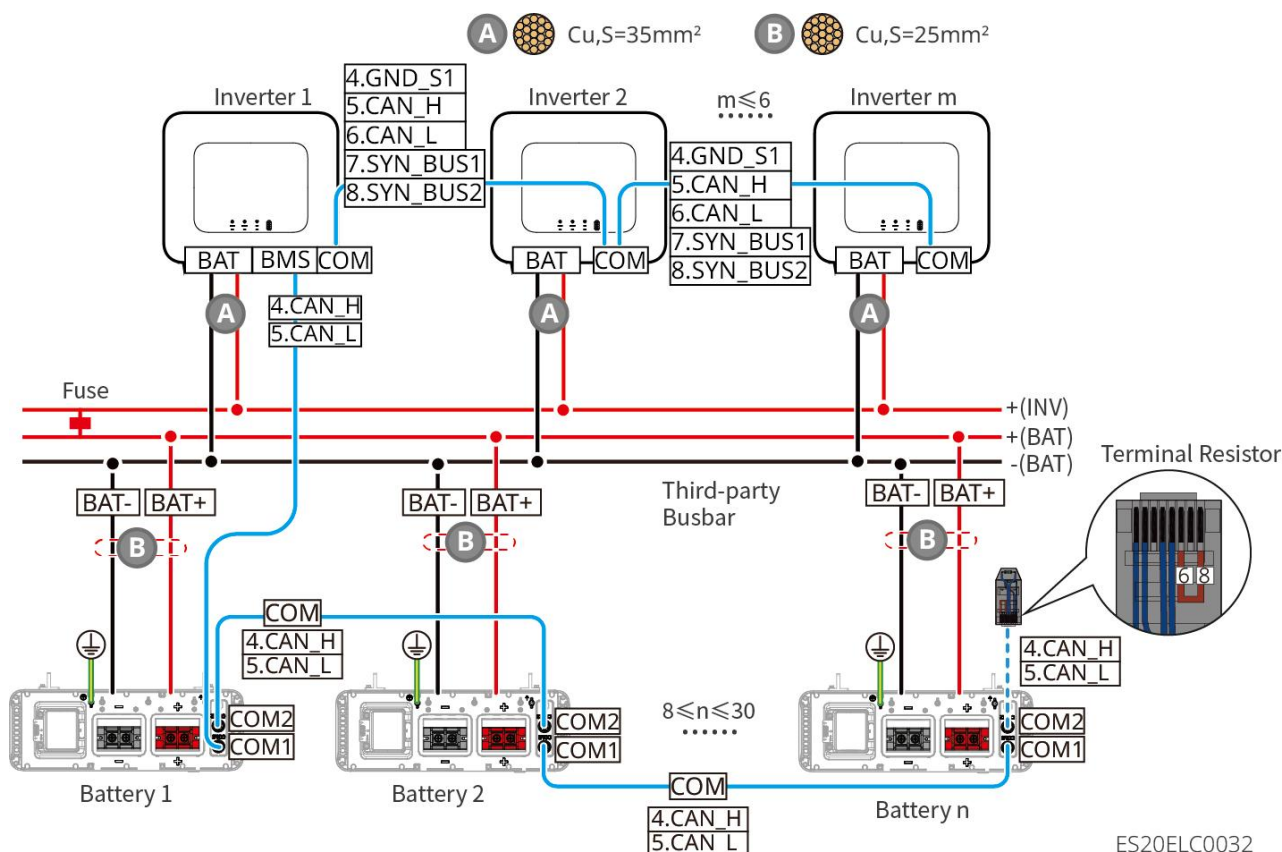 A Cu,S=35mm²
B Cu,S=25mm²
Inverter 1
4.GND_S1
5.CAN_H
6.CAN_L
7.SYN_BUS1
8.SYN_BUS2
Inverter 2
m≤6
······
Inverter m
4.GND_S1
5.CAN_H
6.CAN_L
7.SYN_BUS1
8.SYN_BUS2
BAT BMS COM
BAT COM
BAT COM
A
4.CAN_H
5.CAN_L
A
A
Fuse
+(INV)
+(BAT)
-(BAT)
Third-party
Busbar
BAT- BAT+
B
BAT- BAT+
B
BAT- BAT+
B
Terminal Resistor
6 8
COM
4.CAN_H
5.CAN_L
4.CAN_H
5.CAN_L
- +
- +
COM2
COM1
- +
- +
COM2
COM1
8≤n≤30
······
- +
- +
COM2
COM1
Battery 1
Battery 2
COM
4.CAN_H
5.CAN_L
Battery n
ES20ELC0032